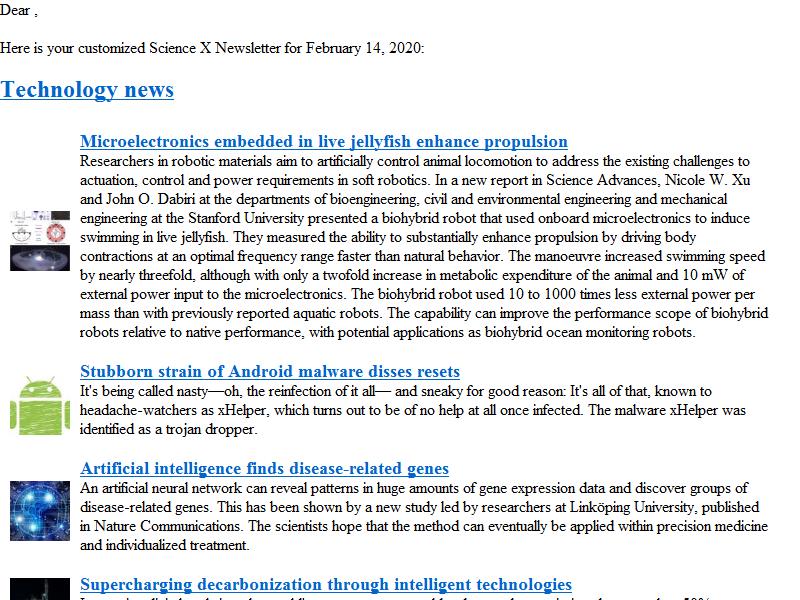 Dear ,
Here is your customized Science X Newsletter for February 14, 2020:
Technology news
Microelectronics embedded in live jellyfish enhance propulsion
Researchers in robotic materials aim to artificially control animal locomotion to address the existing challenges to
actuation, control and power requirements in soft robotics. In a new report in Science Advances, Nicole W. Xu
and John O. Dabiri at the departments of bioengineering, civil and environmental engineering and mechanical
engineering at the Stanford University presented a biohybrid robot that used onboard microelectronics to induce
swimming in live jellyfish. They measured the ability to substantially enhance propulsion by driving body
contractions at an optimal frequency range faster than natural behavior. The manoeuvre increased swimming speed
by nearly threefold, although with only a twofold increase in metabolic expenditure of the animal and 10 mW of
external power input to the microelectronics. The biohybrid robot used 10 to 1000 times less external power per
mass than with previously reported aquatic robots. The capability can improve the performance scope of biohybrid
robots relative to native performance, with potential applications as biohybrid ocean monitoring robots.
Stubborn strain of Android malware disses resets
It's being called nasty—oh, the reinfection of it all— and sneaky for good reason: It's all of that, known to
headache-watchers as xHelper, which turns out to be of no help at all once infected. The malware xHelper was
identified as a trojan dropper.
Artificial intelligence finds disease-related genes
An artificial neural network can reveal patterns in huge amounts of gene expression data and discover groups of
disease-related genes. This has been shown by a new study led by researchers at Linköping University, published
in Nature Communications. The scientists hope that the method can eventually be applied within precision medicine
and individualized treatment.
Supercharging decarbonization through intelligent technologies